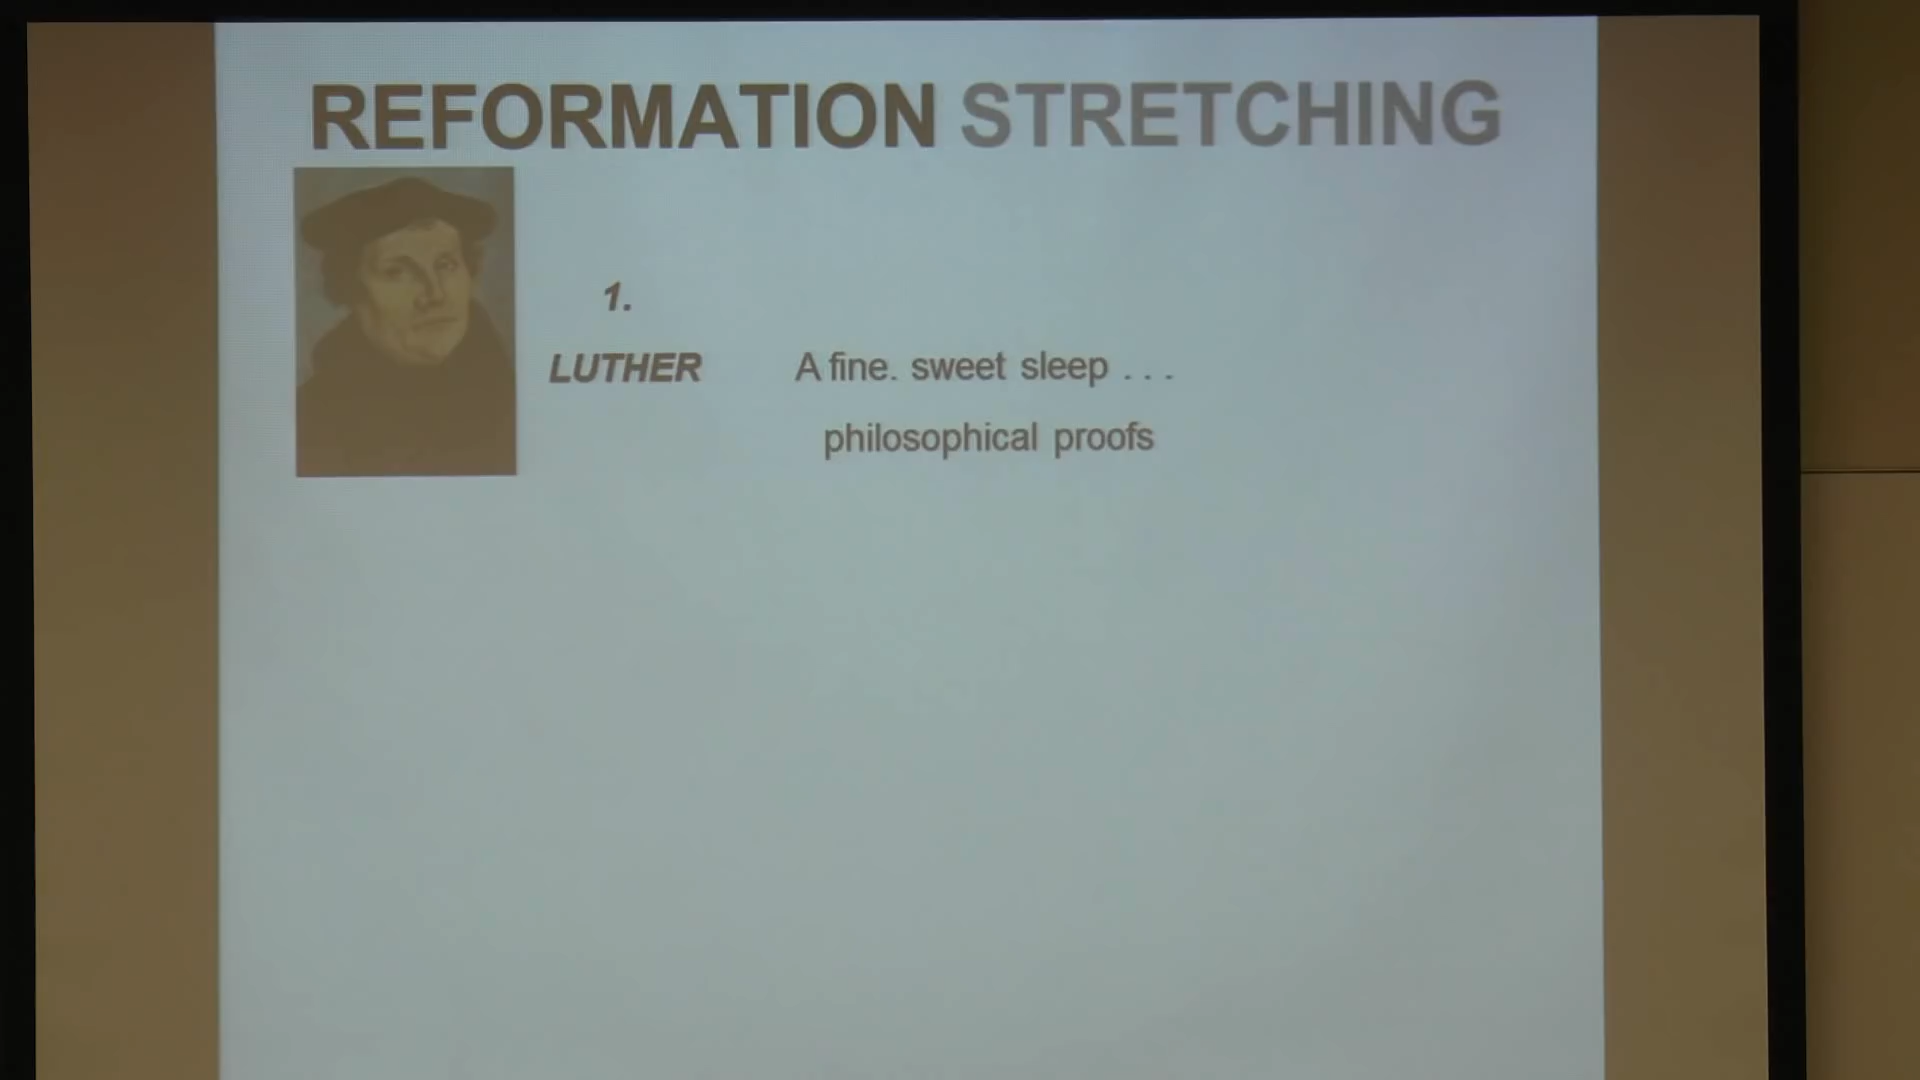 REFORMATION STRETCHING
1.
LUTHER A fine. sweet sleep . . .
philosophical proofs